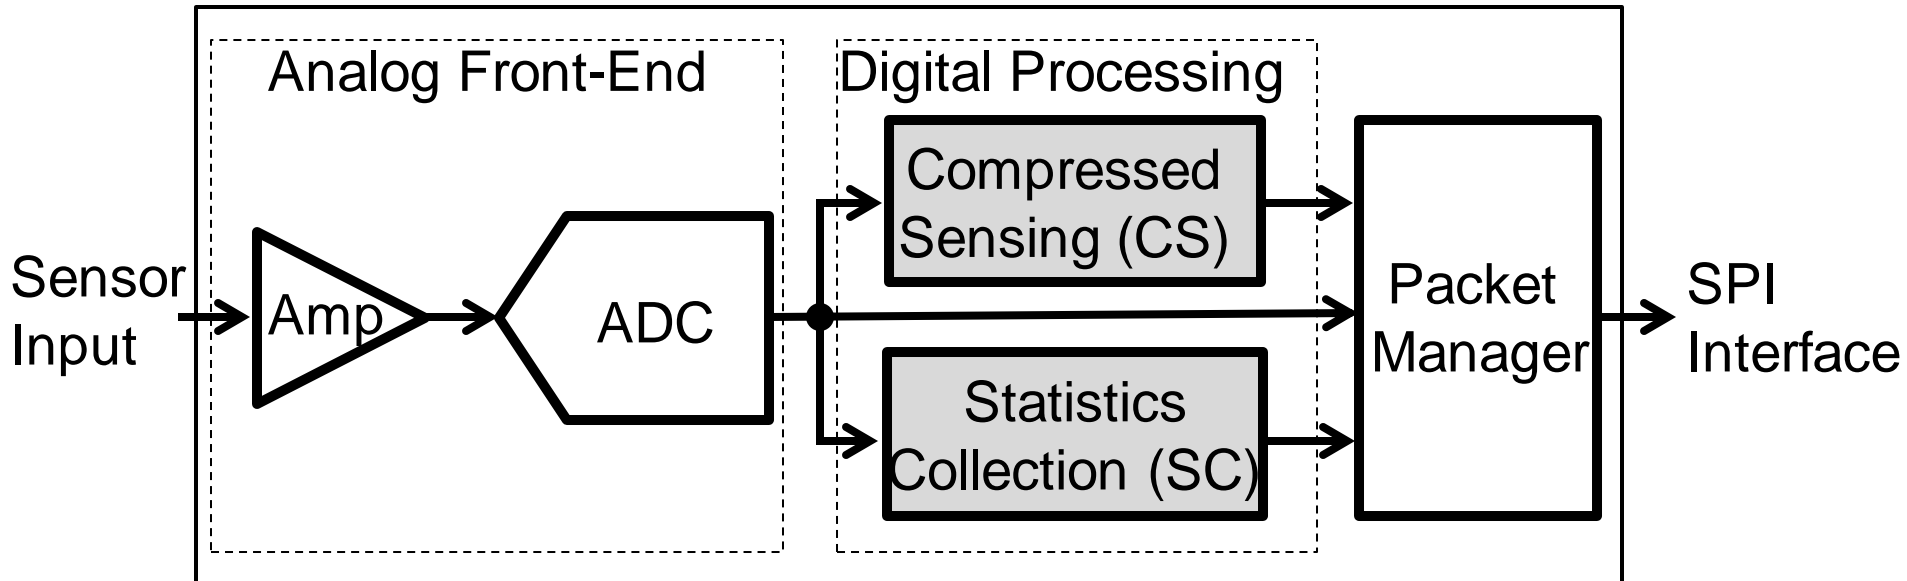 Analog Front-End
Digital Processing
Compressed
Sensing (CS)
Sensor
Input
Amp
ADC
Packet
Manager
SPI
Interface
Statistics
Collection (SC)